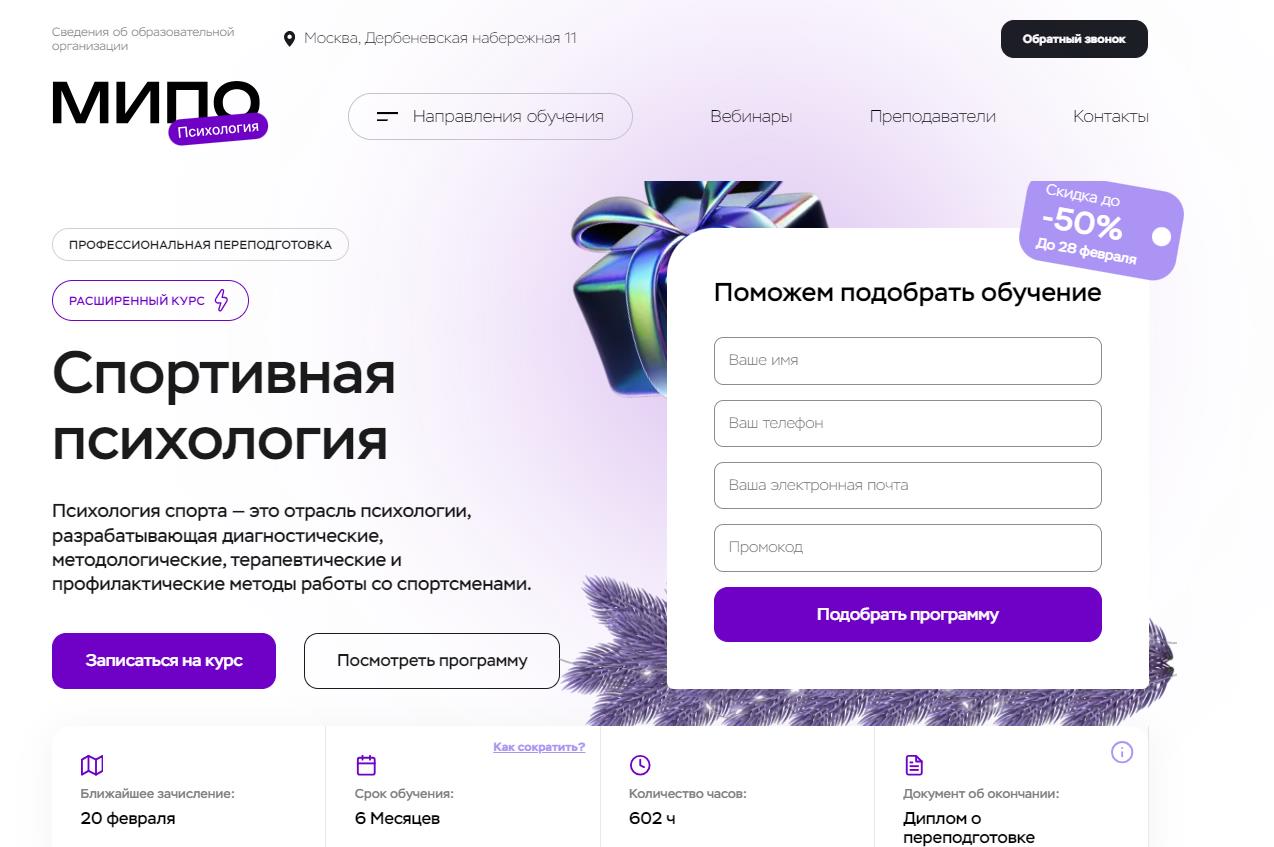 Сведения об образовательной
организации
Москва, Дербеневская набережная 11
Обратный звонок
МИПО
Психология
Направления обучения
Вебинары
Преподаватели
Контакты
ПРОФЕССИОНАЛЬНАЯ ПЕРЕПОДГОТОВКА
РАСШИРЕННЫЙ КУРС
Спортивная
психология
Психология спорта — это отрасль психологии,
разрабатывающая диагностические,
методологические, терапевтические и
профилактические методы работы со спортсменами.
Записаться на курс
Посмотреть программу
Скидка до
-50%
До 28 февраля
Поможем подобрать обучение
Ваше имя
Ваш телефон
Ваша электронная почта
Промокод
Подобрать программу
Ближайшее зачисление:
20 февраля
Как сократить?
Срок обучения:
6 Месяцев
Количество часов:
602 ч
Документ об окончании:
Диплом о
переподготовке